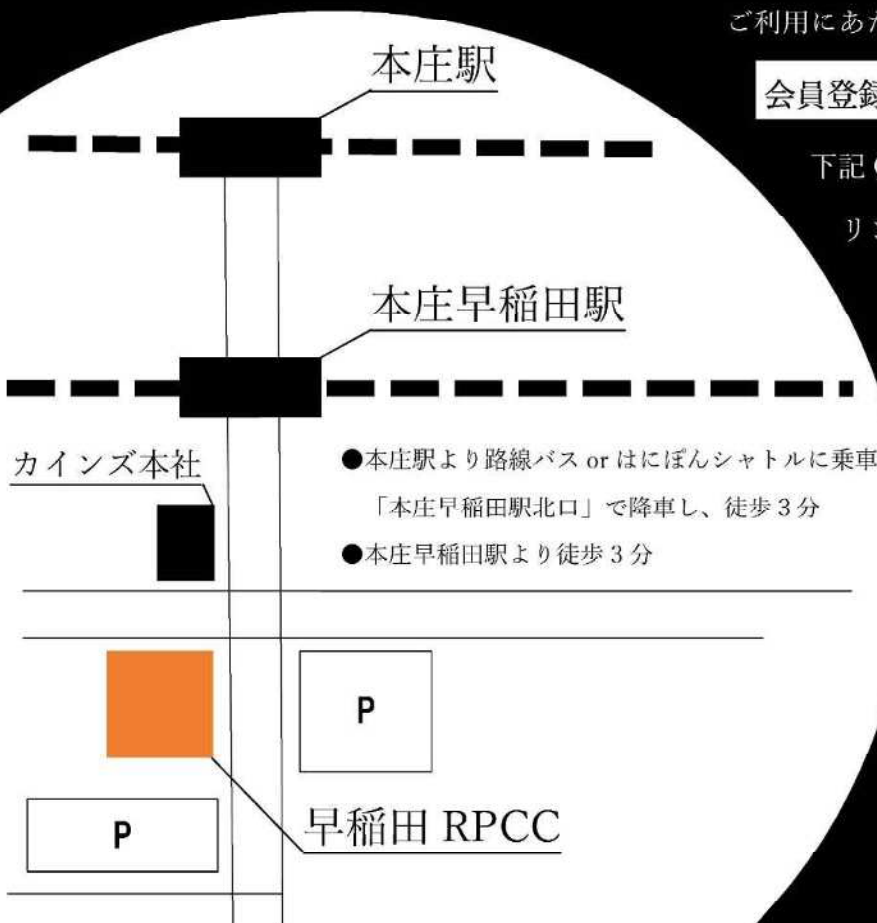 ご利用にあた
本庄駅
会員登録
下記
リン
本庄早稲田駅
カインズ本社
●本庄駅より路線バス or はにぽんシャトルに乗車
「本庄早稲田駅北口」で降車し、徒歩3分
●本庄早稲田駅より徒歩3分
P
P
早稲田 RPCC